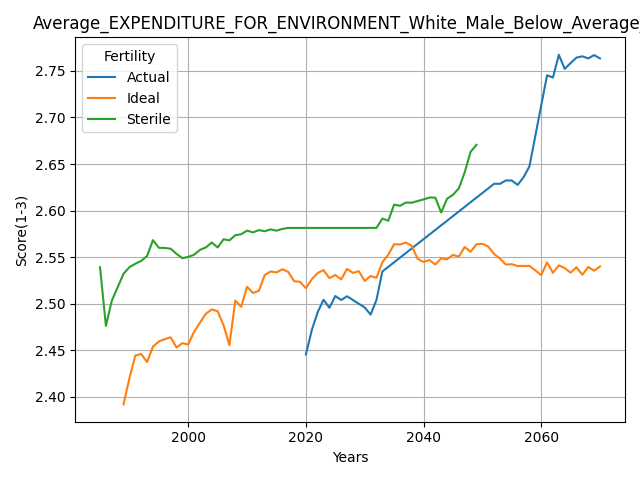 Average_EXPENDITURE_FOR_ENVIRONMENT_White_Male_Below_Average_
Fertility
Actual
Ideal
Sterile
Score(1-3)
2.75
2.70
2.65
2.60
2.55
2.50
2.45
2.40
2000
2020
2040
2060
Years